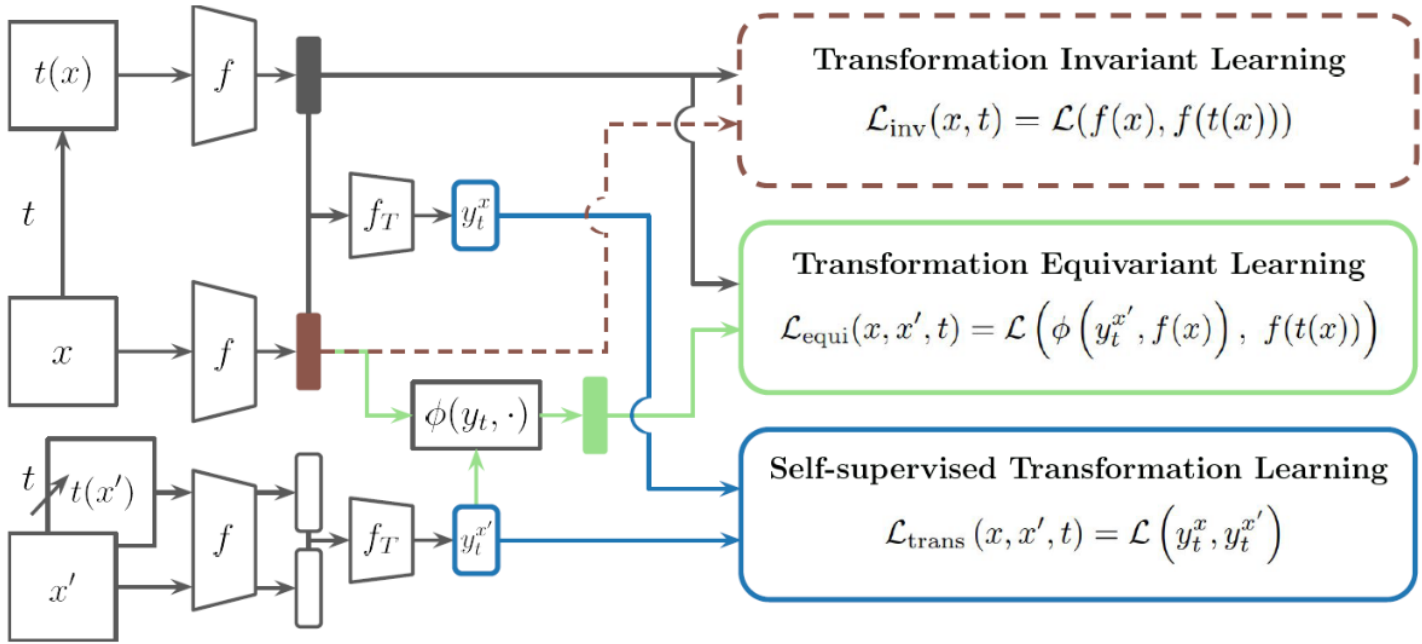 t(x)
f
Transformation Invariant Learning
ℒ_inv(x, t) = ℒ(f(x), f(t(x)))
t
f_T
y_t^x
x
f
Transformation Equivariant Learning
ℒ_equi(x, x′, t) = ℒ(ϕ(y_t^{x′}, f(x)), f(t(x)))
ϕ(y_t, ·)
t
t(x′)
x′
f
f_T
y_t^{x′}
Self-supervised Transformation Learning
ℒ_trans (x, x′, t) = ℒ(y_t^x, y_t^{x′})